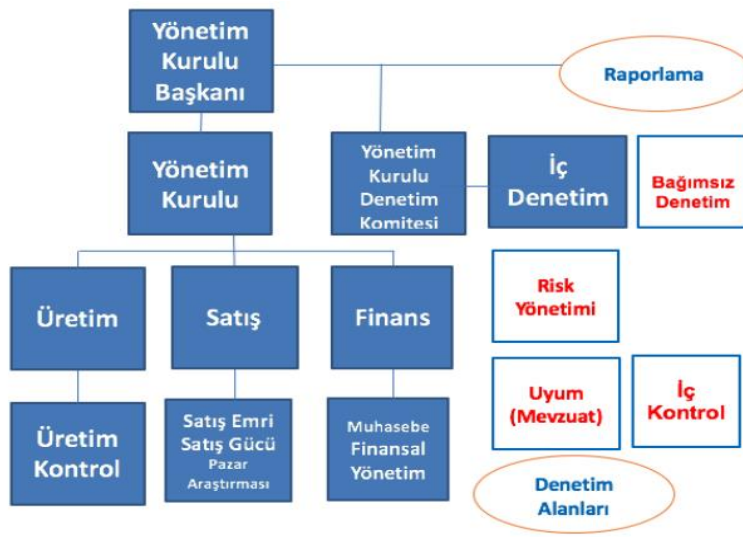 Yönetim
Kurulu
Başkanı
Raporlama
Yönetim
Kurulu
Yönetim
Kurulu
Denetim
Komitesi
İç
Denetim
Bağımsız
Denetim
Üretim
Satış
Finans
Risk
Yönetimi
Üretim
Kontrol
Satış Emri
Satış Gücü
Pazar
Araştırması
Muhasebe
Finansal
Yönetim
Uyum
(Mevzuat)
İç
Kontrol
Denetim
Alanları